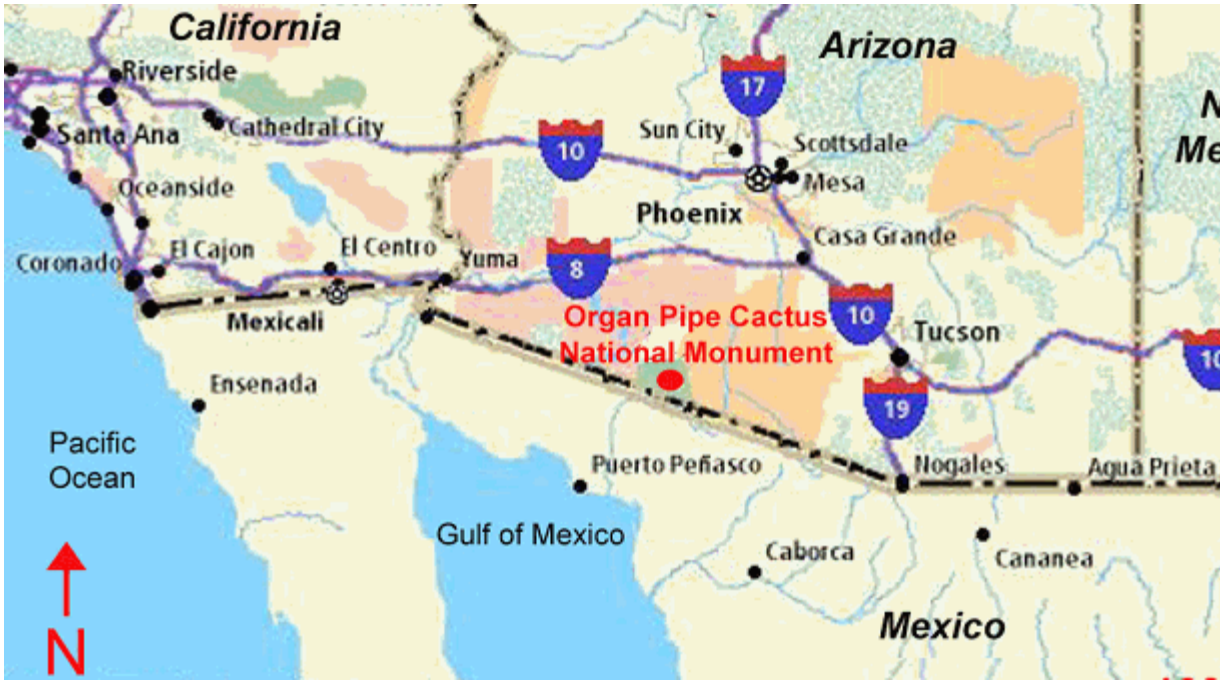 California
Arizona
Riverside
17
N
Me
Santa Ana
Cathedral City
10
Sun City
Scottsdale
Mesa
Oceanside
Phoenix
Casa Grande
Coronado
El Cajon
El Centro
Yuma
8
Organ Pipe Cactus
National Monument
10
Tucson
10
Mexicali
Ensenada
19
Pacific
Ocean
Puerto Peñasco
Nogales
Agua Prieta
Gulf of Mexico
Caborca
Cananea
Mexico
N